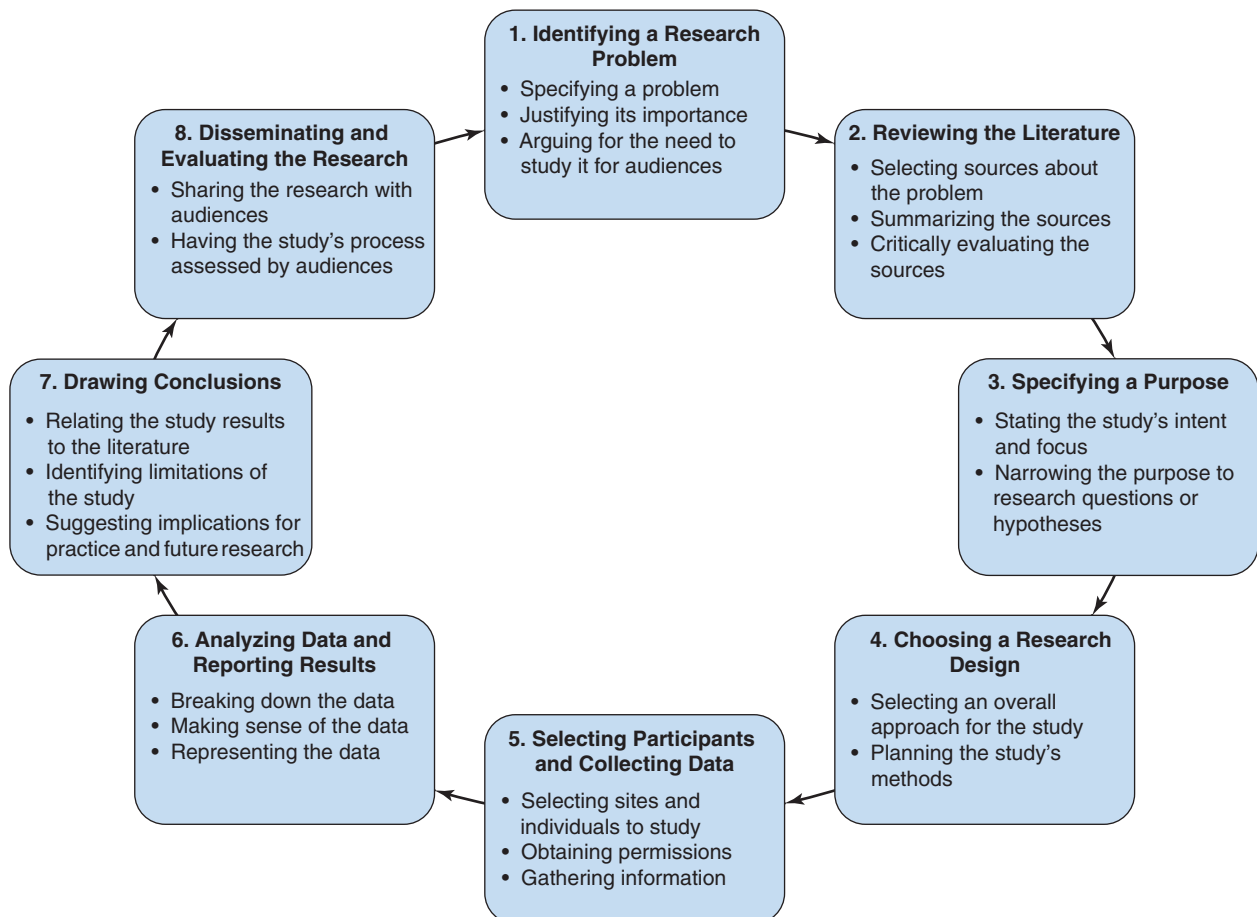 1. Identifying a Research
Problem
• Specifying a problem
• Justifying its importance
• Arguing for the need to
study it for audiences
2. Reviewing the Literature
• Selecting sources about
the problem
• Summarizing the sources
• Critically evaluating the
sources
3. Specifying a Purpose
• Stating the study’s intent
and focus
• Narrowing the purpose to
research questions or
hypotheses
4. Choosing a Research
Design
• Selecting an overall
approach for the study
• Planning the study’s
methods
5. Selecting Participants
and Collecting Data
• Selecting sites and
individuals to study
• Obtaining permissions
• Gathering information
6. Analyzing Data and
Reporting Results
• Breaking down the data
• Making sense of the data
• Representing the data
7. Drawing Conclusions
• Relating the study results
to the literature
• Identifying limitations of
the study
• Suggesting implications for
practice and future research
8. Disseminating and
Evaluating the Research
• Sharing the research with
audiences
• Having the study’s process
assessed by audiences